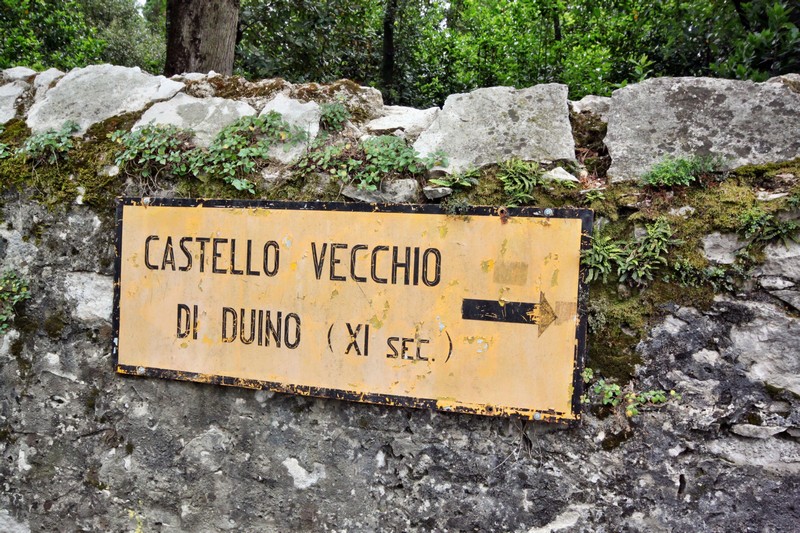 CASTELLO VECCHIO
DI DUINO (XI SEC.)